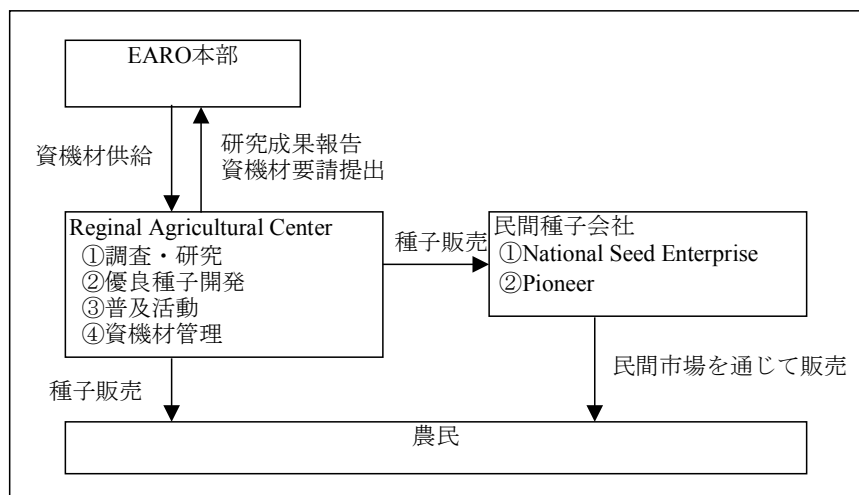 EARO本部
資機材供給
研究成果報告
資機材要請提出
Reginal Agricultural Center
①調査・研究
②優良種子開発
③普及活動
④資機材管理
種子販売
民間種子会社
①National Seed Enterprise
②Pioneer
種子販売
民間市場を通じて販売
農民